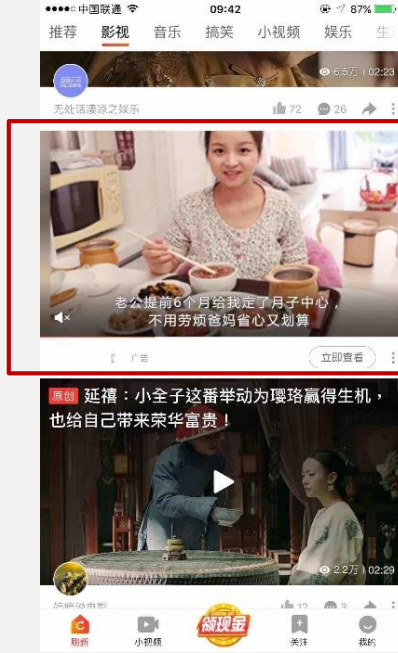 中国联通 09:42 87%
推荐 影视 音乐 搞笑 小视频 娱乐 生
6.5万 | 02:23
无处话凄凉之娱乐 72 26
老公提前6个月给我定了月子中心，
不用劳烦爸妈省心又划算
广告 立即查看
原创 延禧：小全子这番举动为璎珞赢得生机，
也给自己带来荣华富贵！
2.2万 | 02:29
12 3
领现金
刷新 小视频 关注 我的